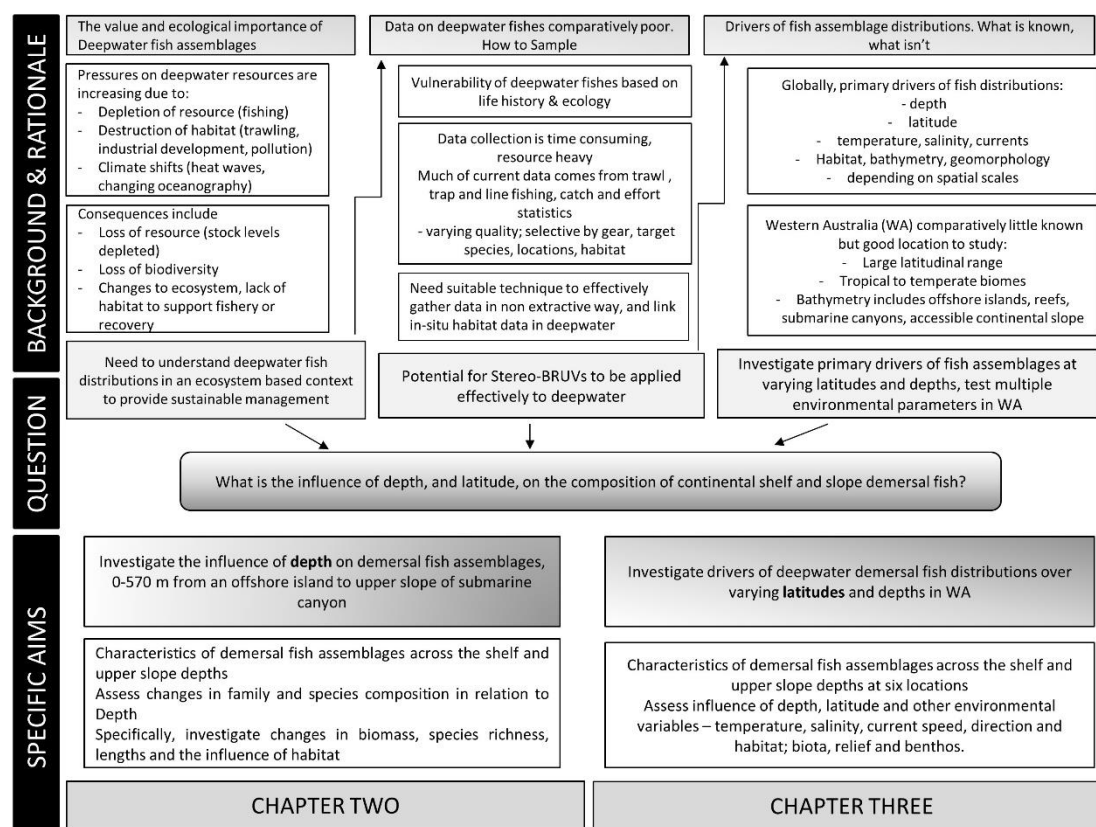 BACKGROUND & RATIONALE
The value and ecological importance of
Deepwater fish assemblages
Pressures on deepwater resources are
increasing due to:
- Depletion of resource (fishing)
- Destruction of habitat (trawling,
industrial development, pollution)
- Climate shifts (heat waves,
changing oceanography)
Consequences include
- Loss of resource (stock levels
depleted)
- Loss of biodiversity
- Changes to ecosystem, lack of
habitat to support fishery or
recovery
Need to understand deepwater fish
distributions in an ecosystem based context
to provide sustainable management
Data on deepwater fishes comparatively poor.
How to Sample
Vulnerability of deepwater fishes based on
life history & ecology
Data collection is time consuming,
resource heavy
Much of current data comes from trawl ,
trap and line fishing, catch and effort
statistics
- varying quality; selective by gear, target
species, locations, habitat
Need suitable technique to effectively
gather data in non extractive way, and link
in-situ habitat data in deepwater
Potential for Stereo-BRUVs to be applied
effectively to deepwater
Drivers of fish assemblage distributions. What is known,
what isn't
Globally, primary drivers of fish distributions:
- depth
- latitude
- temperature, salinity, currents
- Habitat, bathymetry, geomorphology
- depending on spatial scales
Western Australia (WA) comparatively little known
but good location to study:
- Large latitudinal range
- Tropical to temperate biomes
- Bathymetry includes offshore islands, reefs,
submarine canyons, accessible continental slope
Investigate primary drivers of fish assemblages at
varying latitudes and depths, test multiple
environmental parameters in WA
QUESTION
What is the influence of depth, and latitude, on the composition of continental shelf and slope demersal fish?
SPECIFIC AIMS
Investigate the influence of depth on demersal fish assemblages,
0-570 m from an offshore island to upper slope of submarine
canyon
Characteristics of demersal fish assemblages across the shelf and
upper slope depths
Assess changes in family and species composition in relation to
Depth
Specifically, investigate changes in biomass, species richness,
lengths and the influence of habitat
CHAPTER TWO
Investigate drivers of deepwater demersal fish distributions over
varying latitudes and depths in WA
Characteristics of demersal fish assemblages across the shelf and
upper slope depths at six locations
Assess influence of depth, latitude and other environmental
variables – temperature, salinity, current speed, direction and
habitat; biota, relief and benthos.
CHAPTER THREE